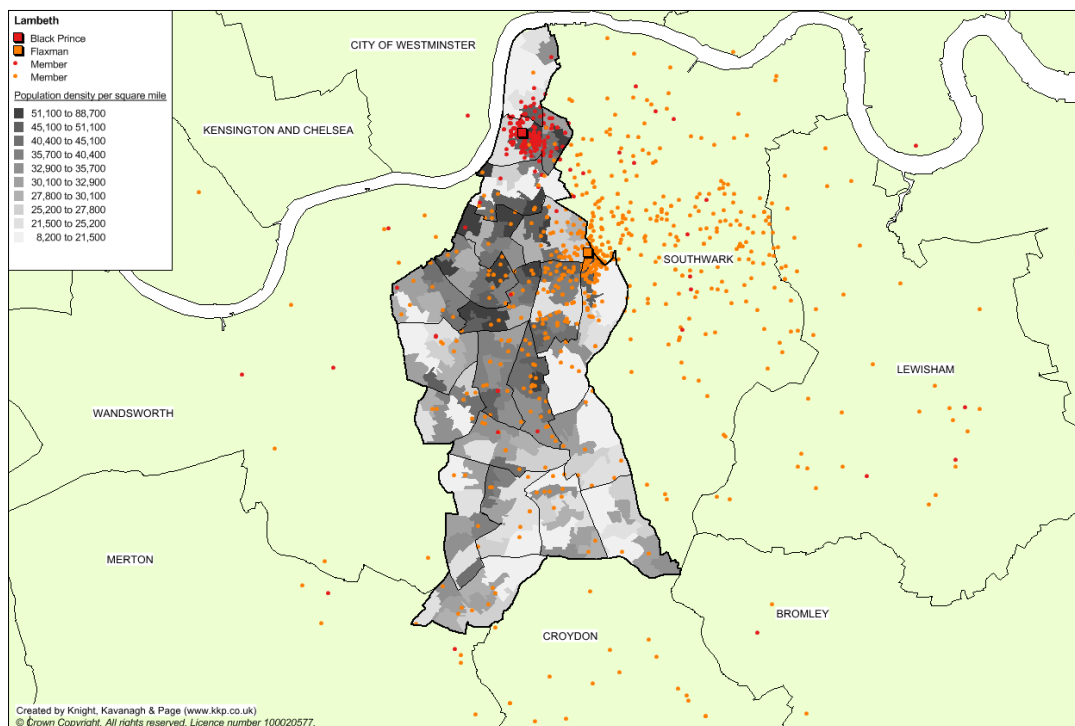 Lambeth
Black Prince
Flaxman
Member
Member
Population density per square mile
51,100 to 88,700
45,100 to 51,100
40,400 to 45,100
35,700 to 40,400
32,900 to 35,700
30,100 to 32,900
27,800 to 30,100
25,200 to 27,800
21,500 to 25,200
8,200 to 21,500
CITY OF WESTMINSTER
KENSINGTON AND CHELSEA
SOUTHWARK
LEWISHAM
WANDSWORTH
MERTON
BROMLEY
CROYDON
Created by Knight, Kavanagh & Page (www.kkp.co.uk)
© Crown Copyright. All rights reserved. Licence number 100020577.